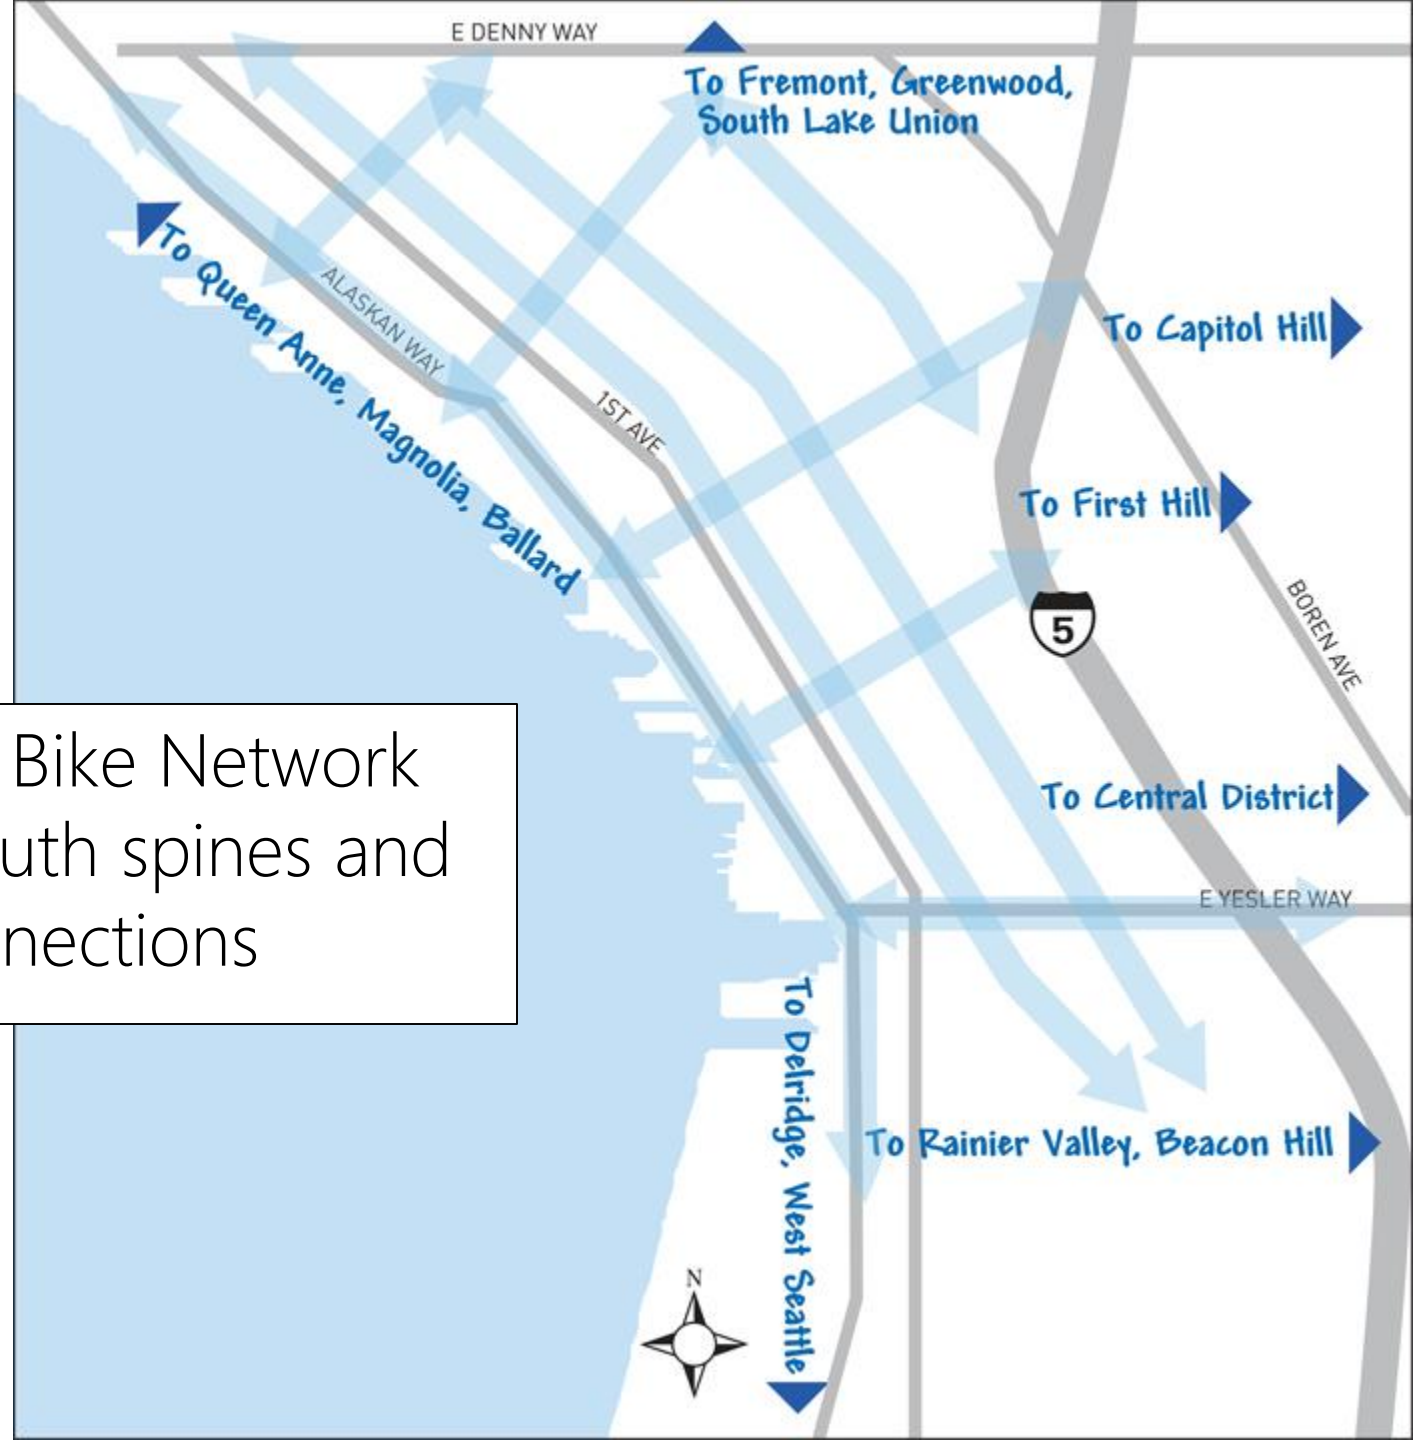 E DENNY WAY
To Fremont, Greenwood,
South Lake Union
To Queen Anne, Magnolia, Ballard
ALASKAN WAY
1ST AVE
To Capitol Hill
To First Hill
5
BOREN AVE
Bike Network
uth spines and
nections
To Central District
E YESLER WAY
To Delridge, West Seattle
To Rainier Valley, Beacon Hill
N